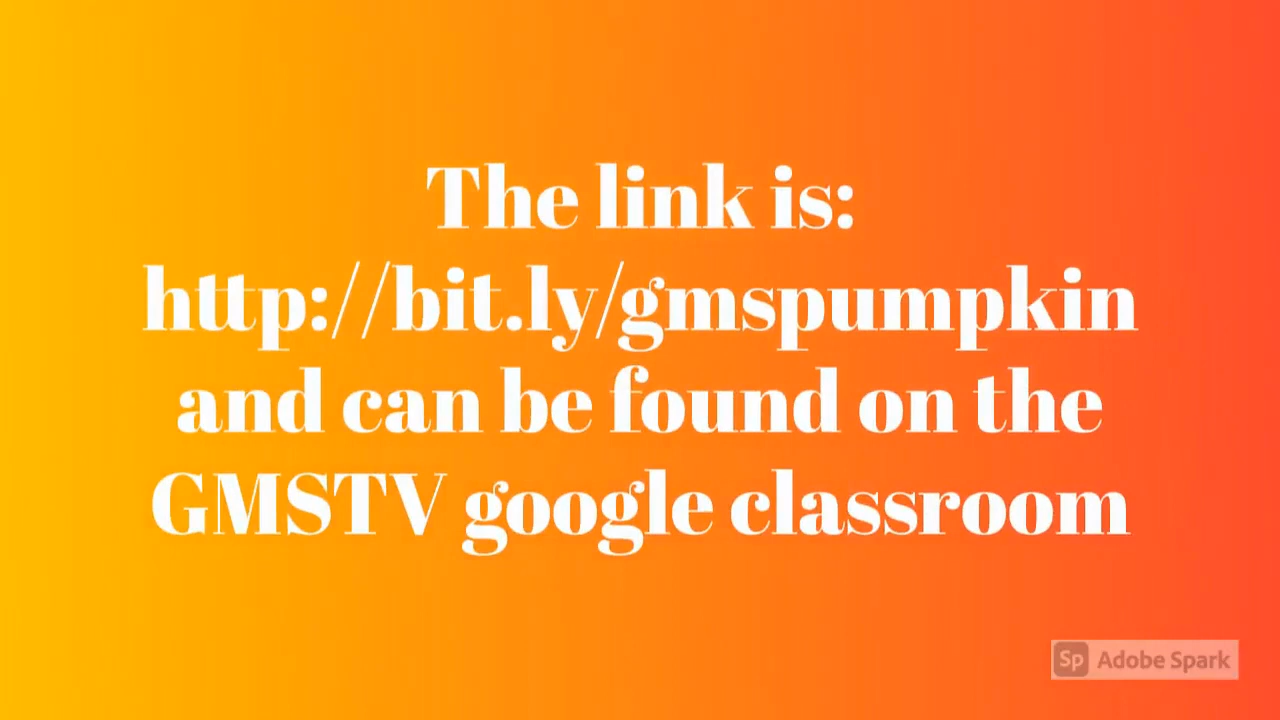 The link is:
http://bit.ly/gmspumpkin
and can be found on the
GMSTV google classroom
Sp Adobe Spark